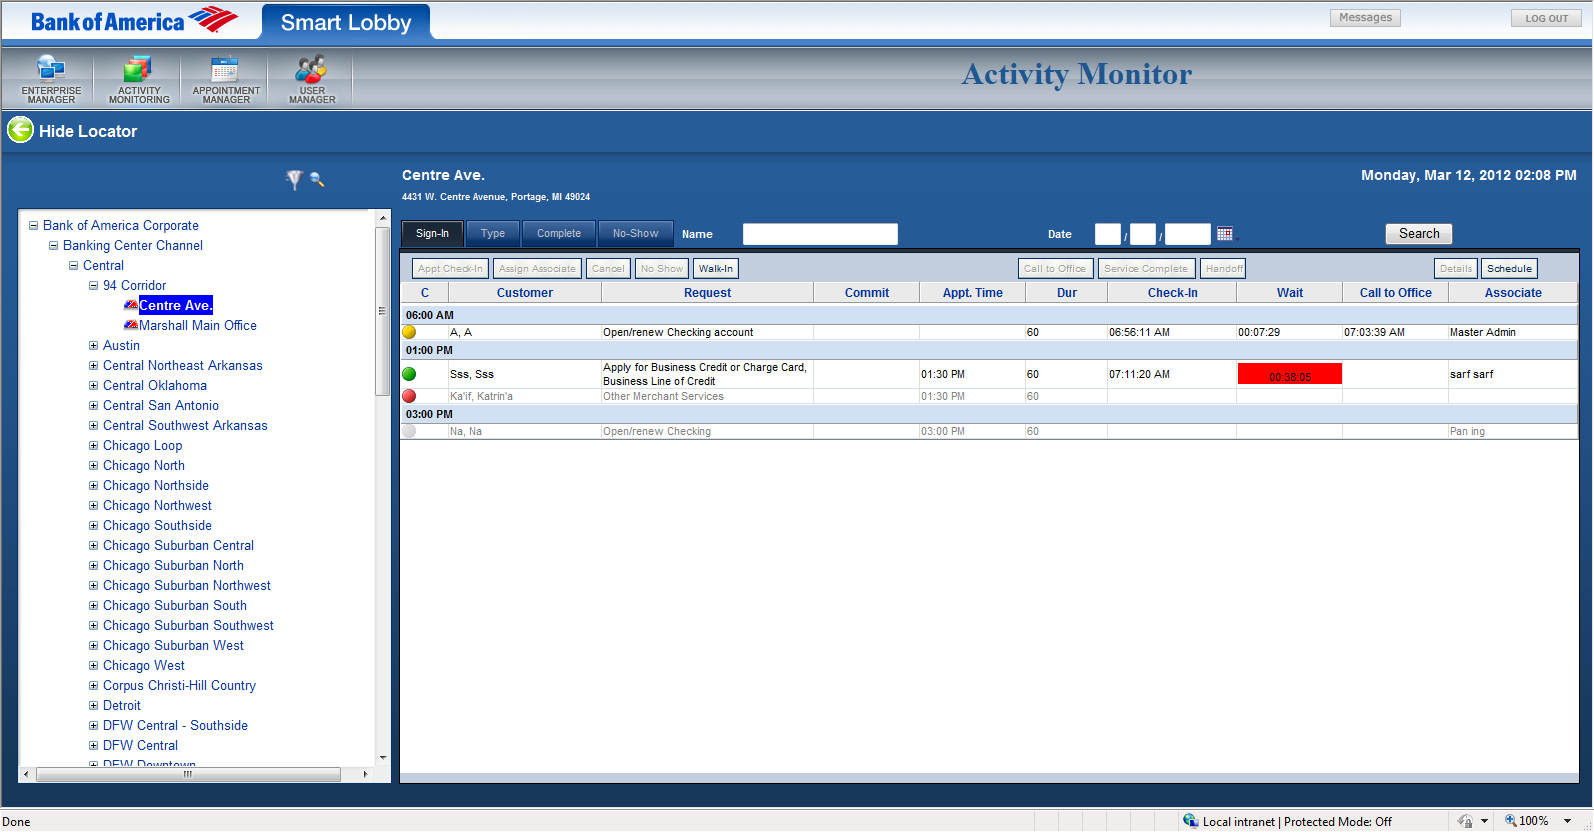 Bank of America
Smart Lobby
Messages
LOG OUT
ENTERPRISE MANAGER
ACTIVITY MONITORING
APPOINTMENT MANAGER
USER MANAGER
Activity Monitor
Hide Locator
Centre Ave.
Monday, Mar 12, 2012 02:08 PM
4431 W. Centre Avenue, Portage, MI 49024
Sign-In Type Complete No-Show Name Date / / Search
Appt Check-In Assign Associate Cancel No Show Walk-In Call to Office Service Complete Handoff Details Schedule
C Customer Request Commit Appt. Time Dur Check-In Wait Call to Office Associate
06:00 AM
A, A Open/renew Checking account 60 06:56:11 AM 00:07:29 07:03:39 AM Master Admin
01:00 PM
Sss, Sss Apply for Business Credit or Charge Card, Business Line of Credit 01:30 PM 60 07:11:20 AM 00:38:05 sarf sarf
Ka'if, Katrin'a Other Merchant Services 01:30 PM 60
03:00 PM
Na, Na Open/renew Checking 03:00 PM 60 Pan ing
Bank of America Corporate
Banking Center Channel
Central
94 Corridor
Centre Ave.
Marshall Main Office
Austin
Central Northeast Arkansas
Central Oklahoma
Central San Antonio
Central Southwest Arkansas
Chicago Loop
Chicago North
Chicago Northside
Chicago Northwest
Chicago Southside
Chicago Suburban Central
Chicago Suburban North
Chicago Suburban Northwest
Chicago Suburban South
Chicago Suburban Southwest
Chicago Suburban West
Chicago West
Corpus Christi-Hill Country
Detroit
DFW Central - Southside
DFW Central
DFW Downtown
Done
Local intranet | Protected Mode: Off
100%